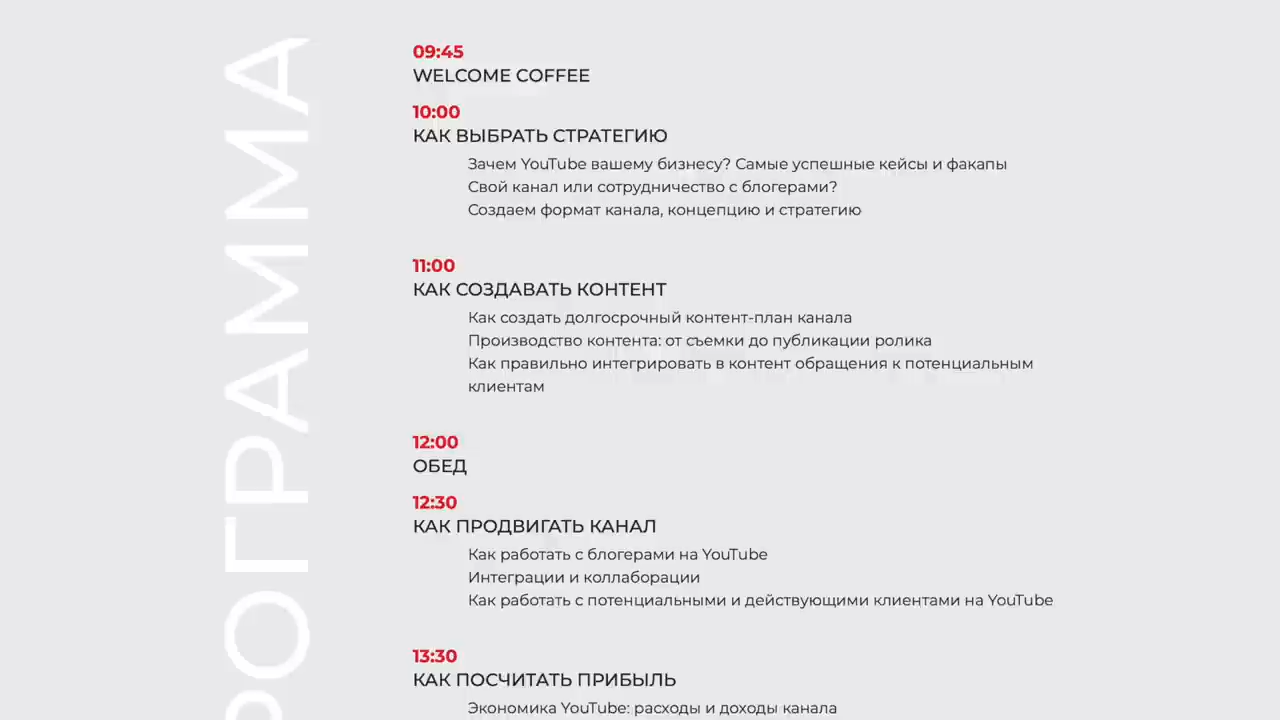 РОГРАММА
09:45
WELCOME COFFEE
10:00
КАК ВЫБРАТЬ СТРАТЕГИЮ
Зачем YouTube вашему бизнесу? Самые успешные кейсы и факапы
Свой канал или сотрудничество с блогерами?
Создаем формат канала, концепцию и стратегию
11:00
КАК СОЗДАВАТЬ КОНТЕНТ
Как создать долгосрочный контент-план канала
Производство контента: от съемки до публикации ролика
Как правильно интегрировать в контент обращения к потенциальным
клиентам
12:00
ОБЕД
12:30
КАК ПРОДВИГАТЬ КАНАЛ
Как работать с блогерами на YouTube
Интеграции и коллаборации
Как работать с потенциальными и действующими клиентами на YouTube
13:30
КАК ПОСЧИТАТЬ ПРИБЫЛЬ
Экономика YouTube: расходы и доходы канала